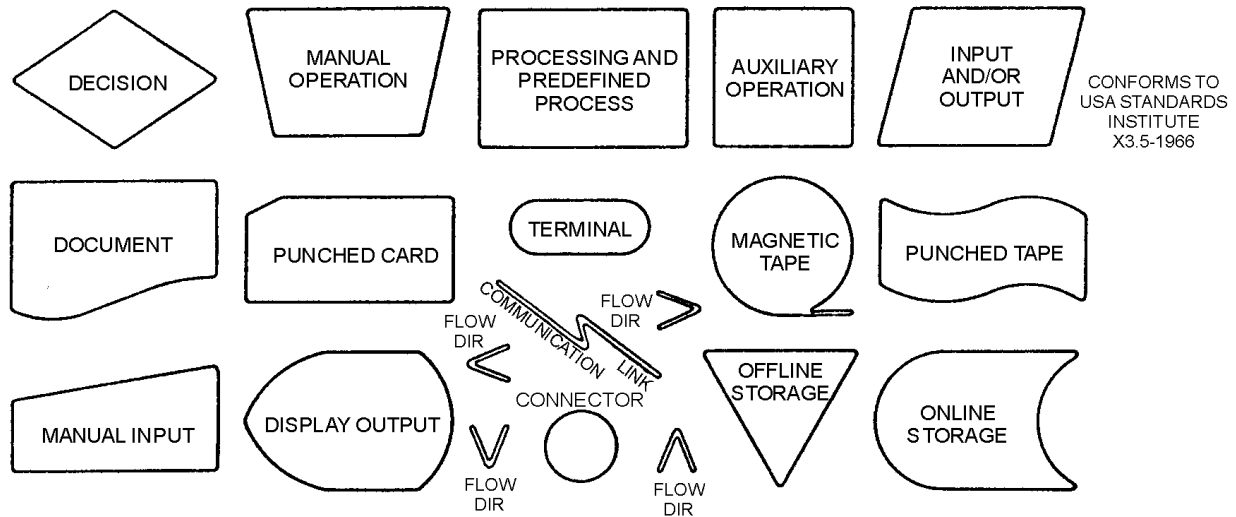 DECISION
MANUAL
OPERATION
PROCESSING AND
PREDEFINED
PROCESS
AUXILIARY
OPERATION
INPUT
AND/OR
OUTPUT
CONFORMS TO
USA STANDARDS
INSTITUTE
X3.5-1966
DOCUMENT
PUNCHED CARD
TERMINAL
MAGNETIC
TAPE
PUNCHED TAPE
COMMUNICATION LINK
FLOW
DIR
FLOW
DIR
MANUAL INPUT
DISPLAY OUTPUT
CONNECTOR
OFFLINE
STORAGE
ONLINE
STORAGE
FLOW
DIR
FLOW
DIR